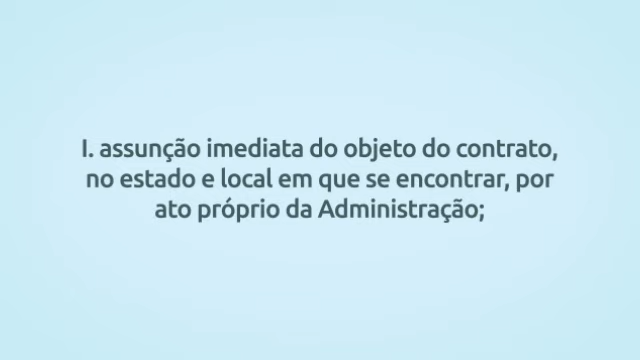 I. assunção imediata do objeto do contrato,
no estado e local em que se encontrar, por
ato próprio da Administração;